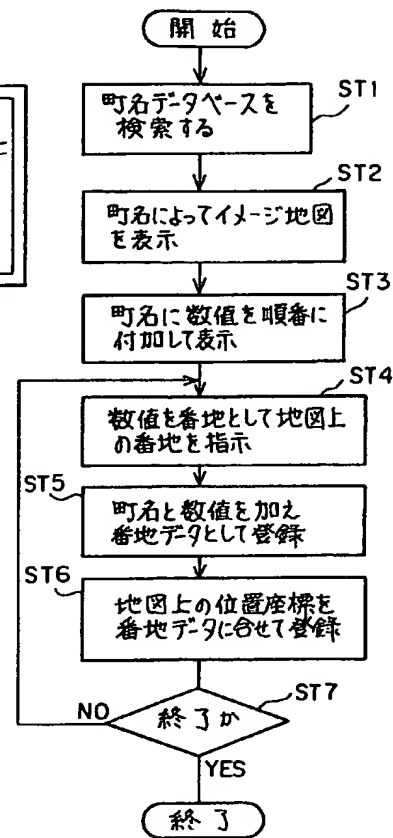 開始
町名データベースを
検索する
ST1
町名によってイメージ地図
を表示
ST2
町名に数値を順番に
付加して表示
ST3
数値を番地として地図上
の番地を指示
ST4
町名と数値を加え
番地データとして登録
ST5
地図上の位置座標を
番地データに合せて登録
ST6
終了か
ST7
NO
YES
終了